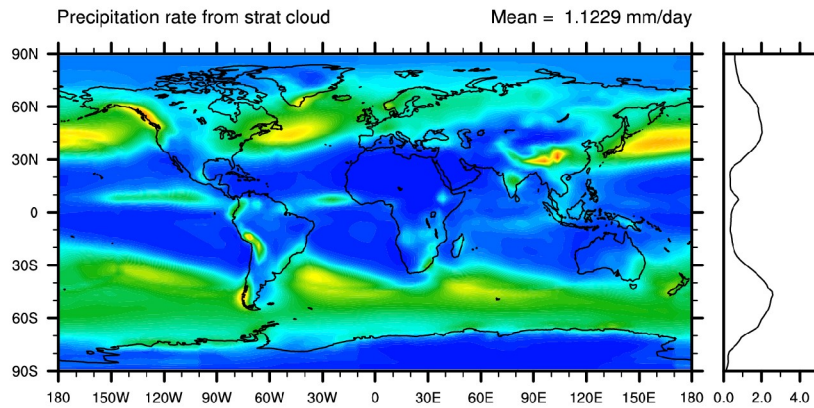 Precipitation rate from strat cloud Mean = 1.1229 mm/day
90N
60N
30N
0
30S
60S
90S
180 150W 120W 90W 60W 30W 0 30E 60E 90E 120E 150E 180 0.0 2.0 4.0